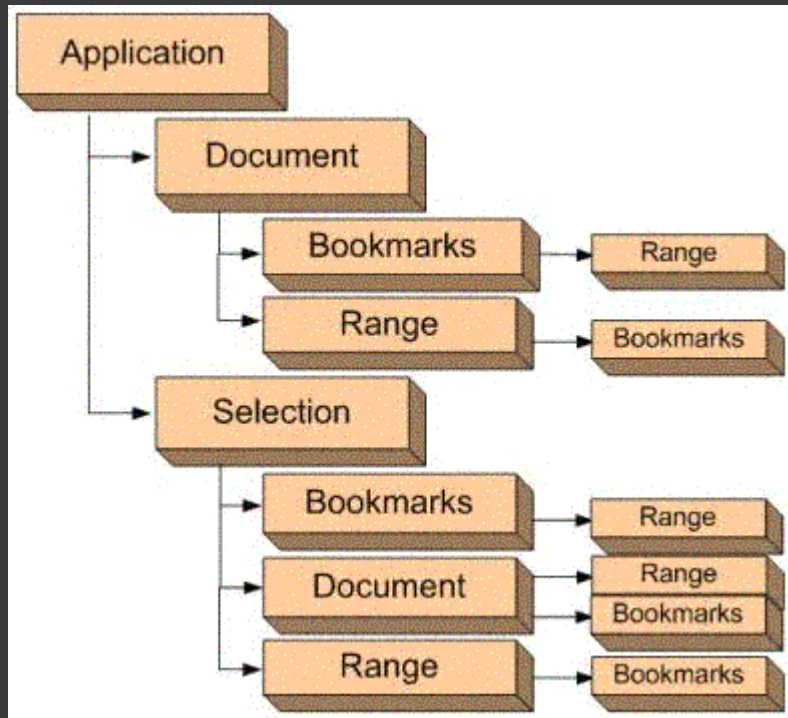 Application
Document
Bookmarks
Range
Range
Bookmarks
Selection
Bookmarks
Range
Document
Range
Bookmarks
Range
Bookmarks